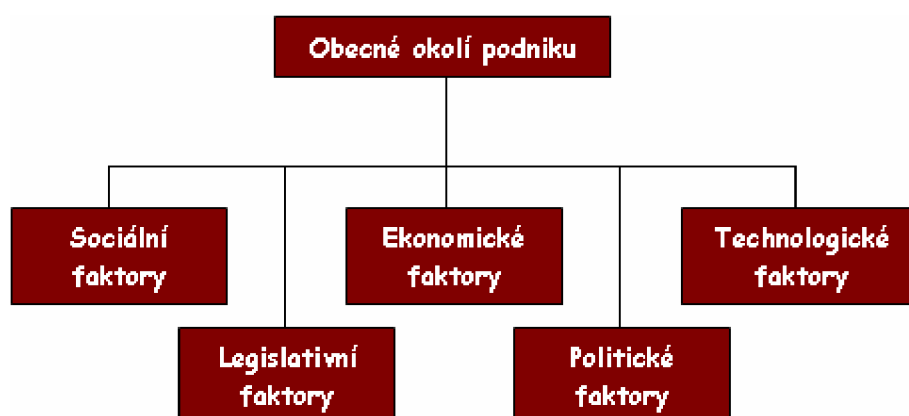 Obecné okolí podniku
Sociální
faktory
Ekonomické
faktory
Technologické
faktory
Legislativní
faktory
Politické
faktory